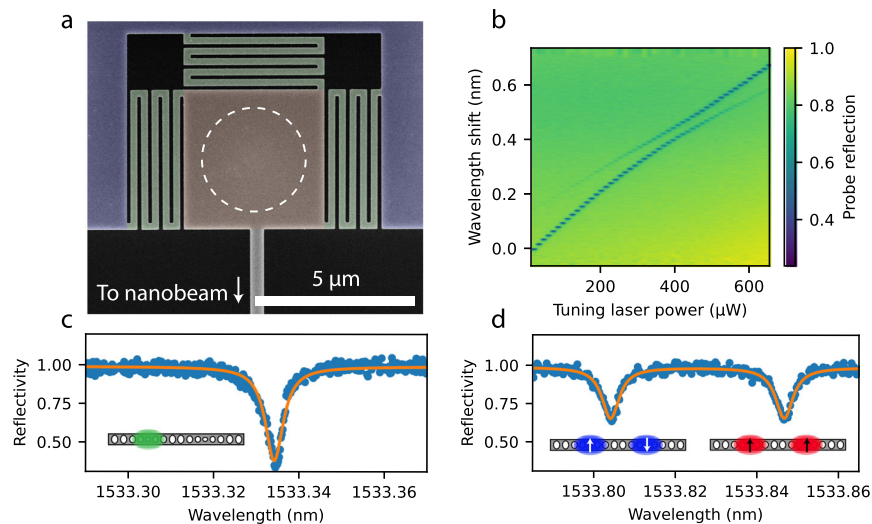 a
To nanobeam ↓
5 μm
b
Wavelength shift (nm)
0.6
0.4
0.2
0.0
200
400
600
Tuning laser power (μW)
1.0
0.8
0.6
0.4
Probe reflection
c
Reflectivity
1.00
0.75
0.50
1533.30
1533.32
1533.34
1533.36
Wavelength (nm)
d
Reflectivity
1.00
0.75
0.50
1533.80
1533.82
1533.84
1533.86
Wavelength (nm)